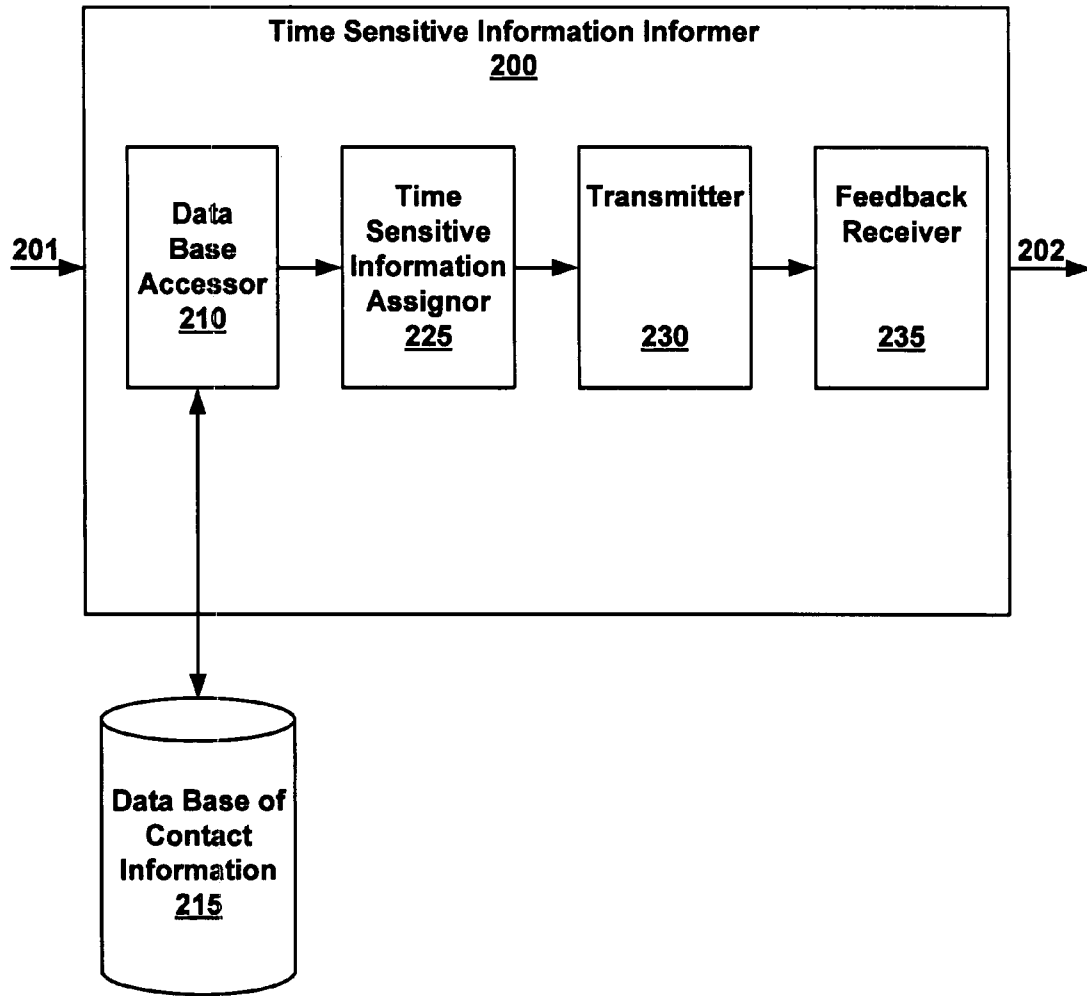 Time Sensitive Information Informer
200
201
Data
Base
Accessor
210
Time
Sensitive
Information
Assignor
225
Transmitter
230
Feedback
Receiver
235
202
Data Base of
Contact
Information
215